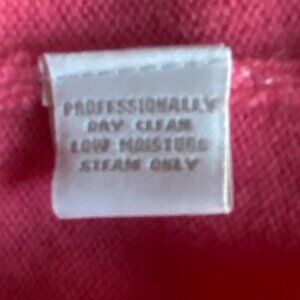 PROFESSIONALLY
DRY CLEAN
LOW MOISTURE
STEAM ONLY